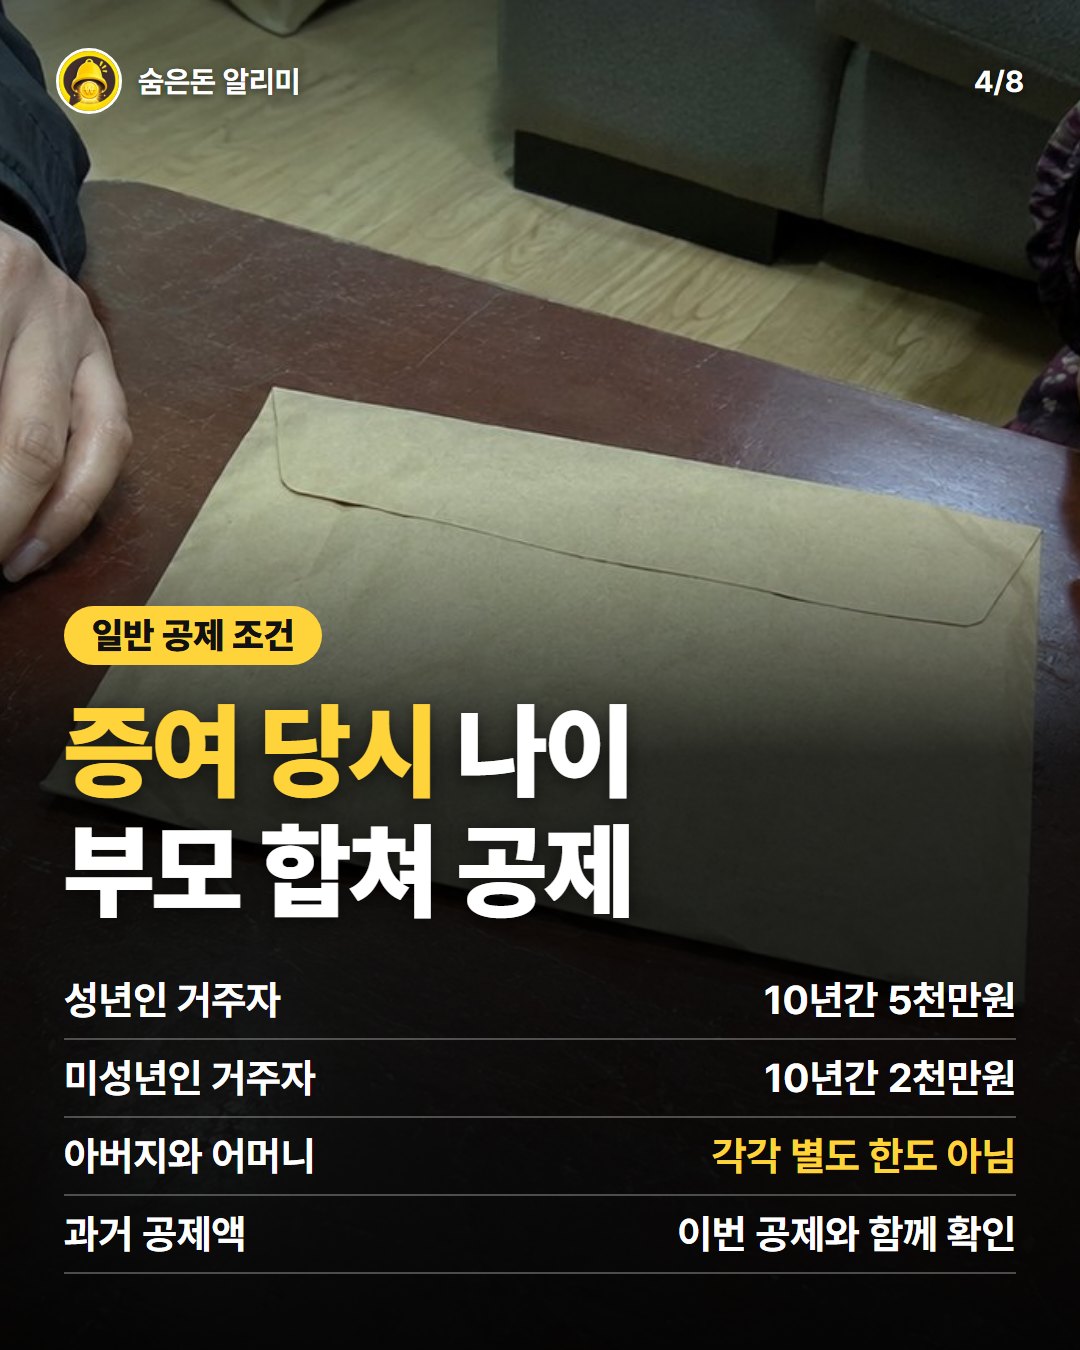 숨은돈 알리미
4/8
일반 공제 조건
증여 당시 나이
부모 합쳐 공제
성년인 거주자 10년간 5천만원
미성년인 거주자 10년간 2천만원
아버지와 어머니 각각 별도 한도 아님
과거 공제액 이번 공제와 함께 확인